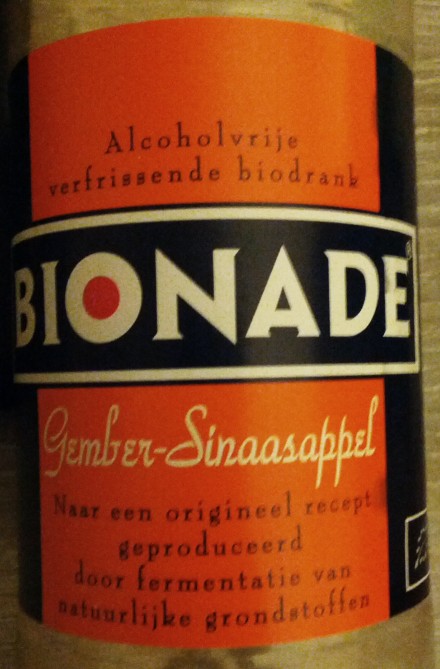 Alcoholvrije
verfrissende biodrank
BIONADE®
Gember-Sinaasappel
Naar een origineel recept
geproduceerd
door fermentatie van
natuurlijke grondstoffen